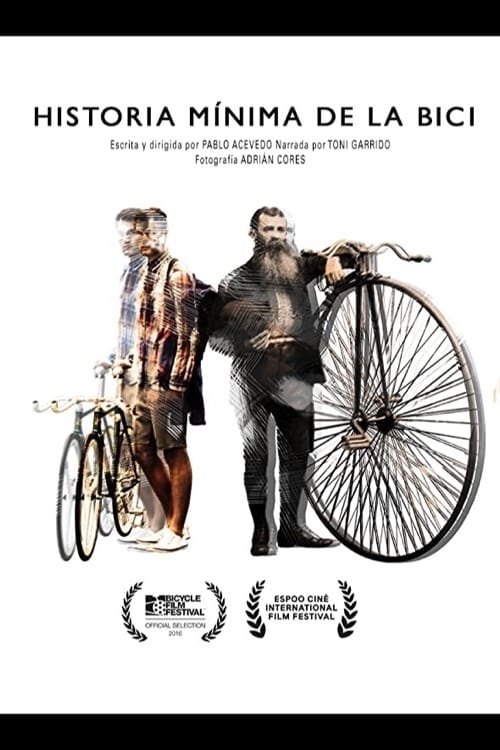 HISTORIA MÍNIMA DE LA BICI
Escrita y dirigida por PABLO ACEVEDO Narrada por TONI GARRIDO
Fotografía ADRIÁN CORES
BICYCLE
FILM
FESTIVAL
OFFICIAL SELECTION
2016
ESPOO CINÉ
INTERNATIONAL
FILM FESTIVAL